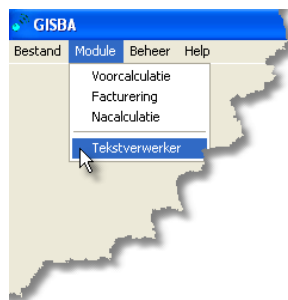 GISBA
Bestand Module Beheer Help
Voorcalculatie
Facturering
Nacalculatie
Tekstverwerker